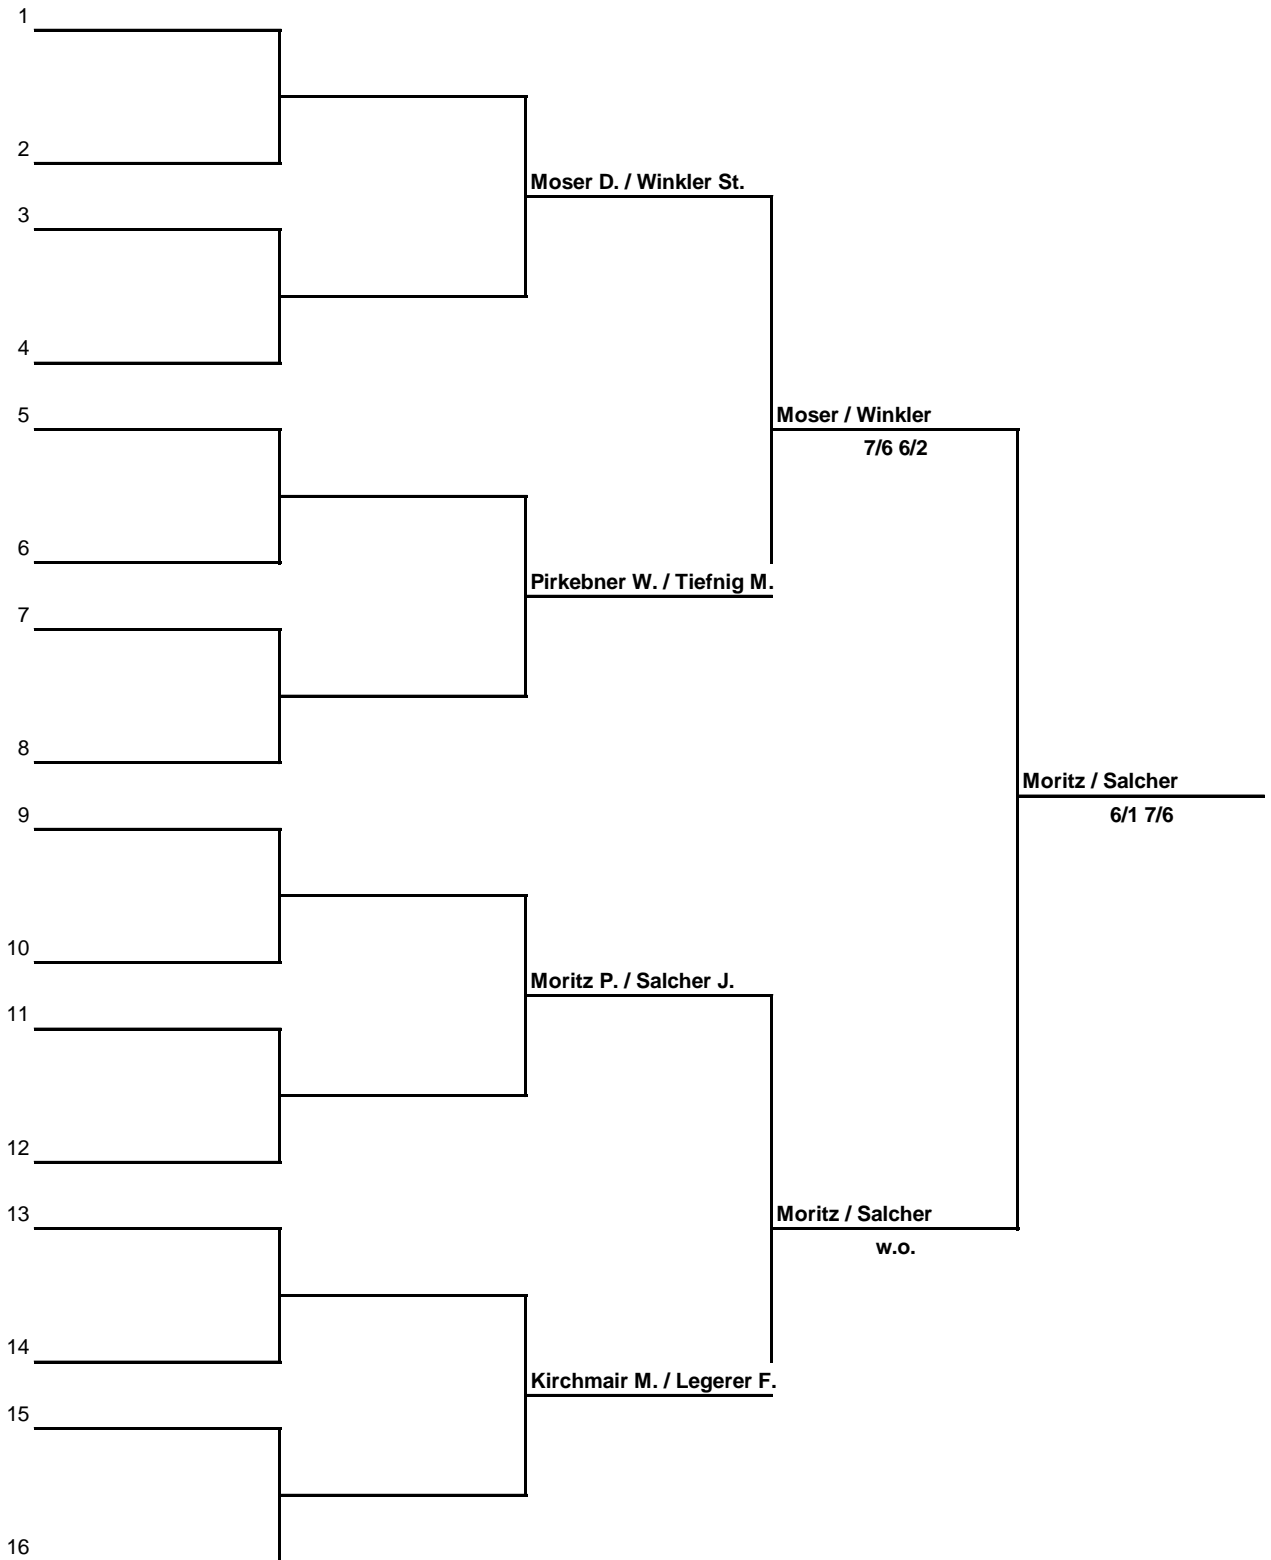 1
2
Moser D. / Winkler St.
3
4
5
Moser / Winkler
7/6 6/2
6
Pirkebner W. / Tiefnig M.
7
8
Moritz / Salcher
6/1 7/6
9
10
Moritz P. / Salcher J.
11
12
13
Moritz / Salcher
w.o.
14
Kirchmair M. / Legerer F.
15
16